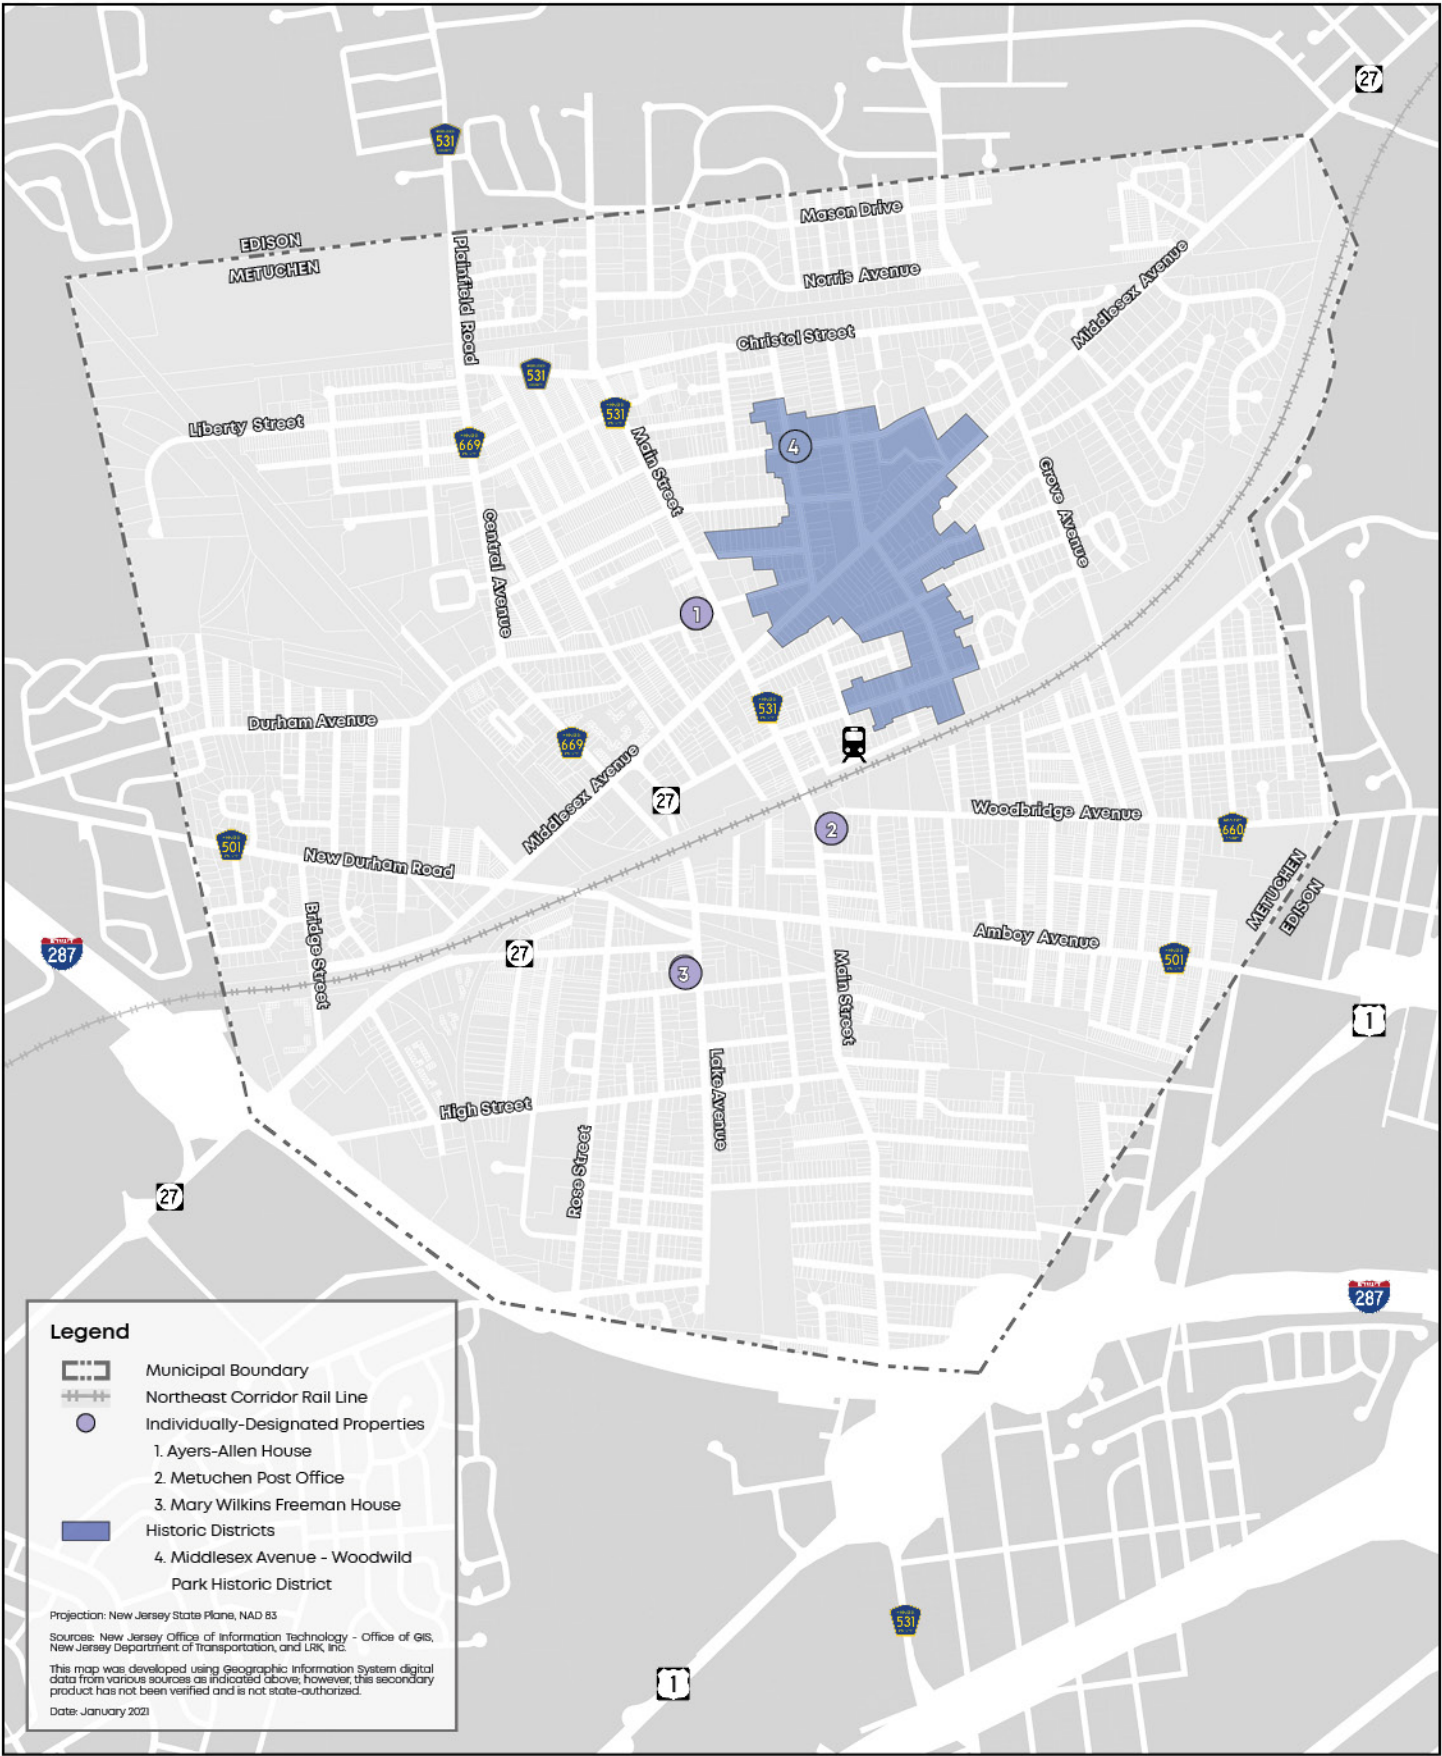 27
531
Mason Drive
EDISON
METUCHEN
Plainfield Road
Norris Avenue
Middlesex Avenue
Christol Street
531
531
Liberty Street
669
Main Street
4
Grove Avenue
Central Avenue
1
Durham Avenue
531
669
Middlesex Avenue
27
Woodbridge Avenue
2
660
501
New Durham Road
METUCHEN
EDISON
Bridge Street
Amboy Avenue
287
27
501
3
Main Street
1
Lake Avenue
High Street
Rose Street
27
287
Legend
Municipal Boundary
Northeast Corridor Rail Line
Individually-Designated Properties
1. Ayers-Allen House
2. Metuchen Post Office
3. Mary Wilkins Freeman House
Historic Districts
4. Middlesex Avenue - Woodwild
Park Historic District
Projection: New Jersey State Plane, NAD 83
Sources: New Jersey Office of Information Technology - Office of GIS,
New Jersey Department of Transportation, and LRK, Inc.
This map was developed using Geographic Information System digital
data from various sources as indicated above; however, this secondary
product has not been verified and is not state-authorized.
Date: January 2021
531
1